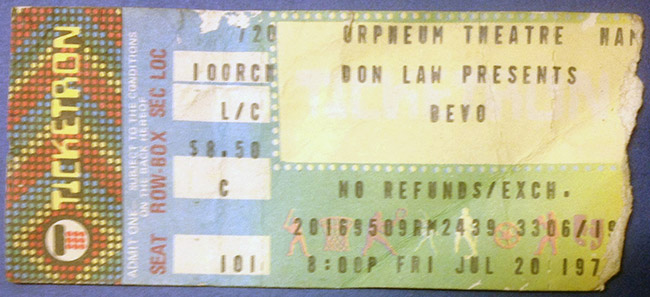 TICKETRON
ADMIT ONE. SUBJECT TO THE CONDITIONS
ON THE BACK HEREOF
SEAT ROW-BOX SEC LOC
/20
100RCH
L/C
$8.50
C
101
ORPHEUM THEATRE HAN
DON LAW PRESENTS
DEVO
NO REFUNDS/EXCH.
20169509RM2439 3306/19
8:00P FRI JUL 20 197